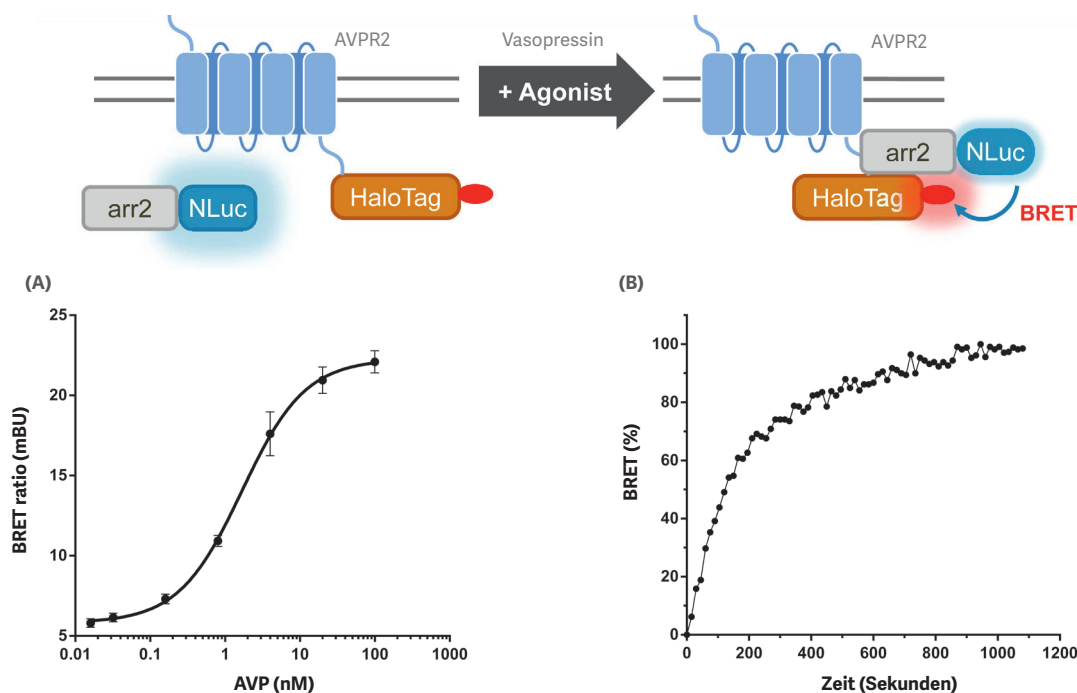 AVPR2
Vasopressin
AVPR2
+ Agonist
arr2
NLuc
HaloTag
arr2
NLuc
HaloTag
BRET
(A)
25
20
15
10
5
BRET ratio (mBU)
0.01
0.1
1
10
100
1000
AVP (nM)
(B)
100
80
60
40
20
0
BRET (%)
0
200
400
600
800
1000
1200
Zeit (Sekunden)